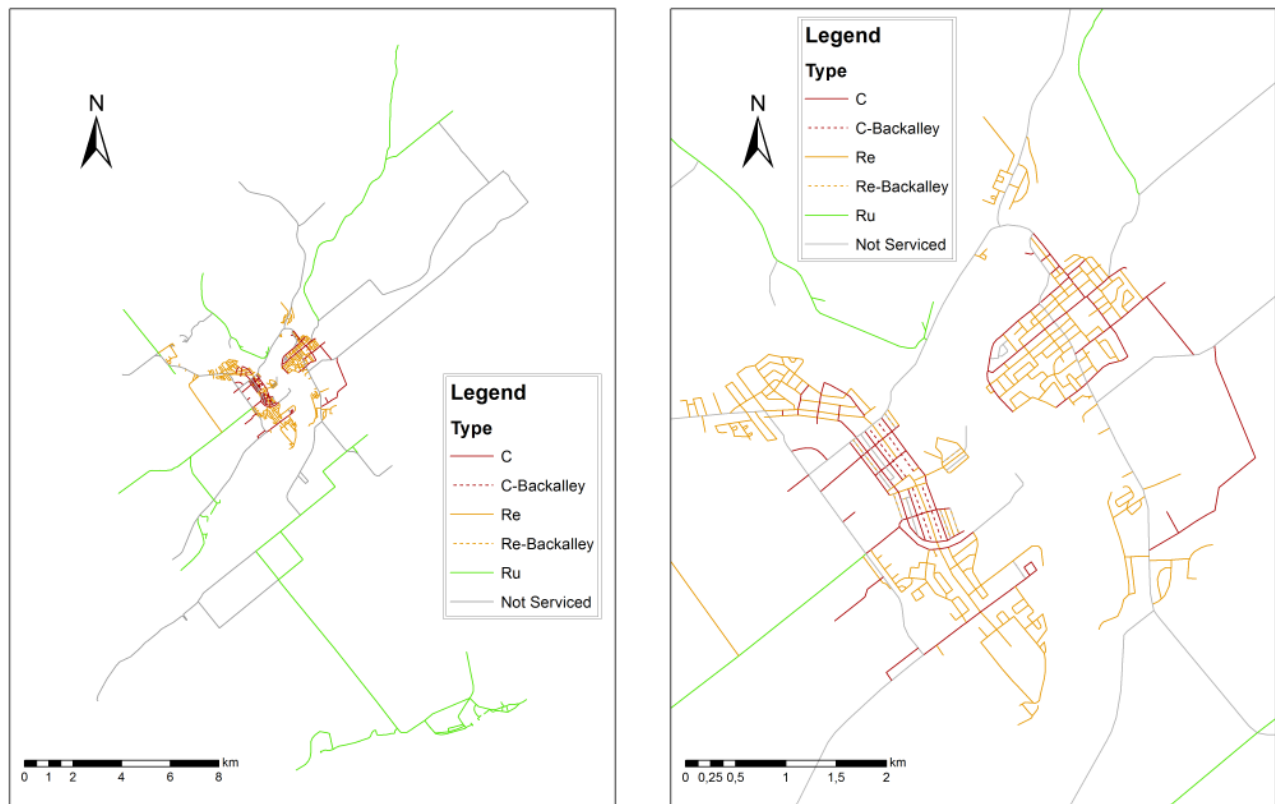 N
Legend
Type
C
C-Backalley
Re
Re-Backalley
Ru
Not Serviced
km
0 1 2 4 6 8
Legend
Type
C
C-Backalley
Re
Re-Backalley
Ru
Not Serviced
N
km
0 0,25 0,5 1 1,5 2